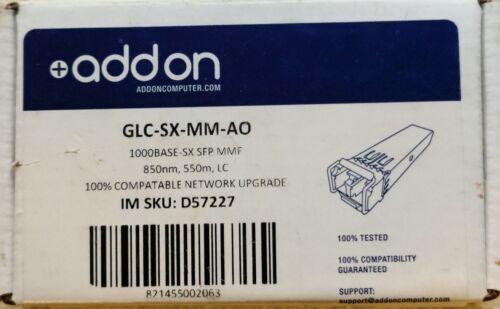 addon
ADDONCOMPUTER.COM
GLC-SX-MM-AO
1000BASE-SX SFP MMF
850nm, 550m, LC
100% COMPATABLE NETWORK UPGRADE
IM SKU: D57227
821455002063
100% TESTED
100% COMPATIBILITY
GUARANTEED
SUPPORT:
support@addoncomputer.com